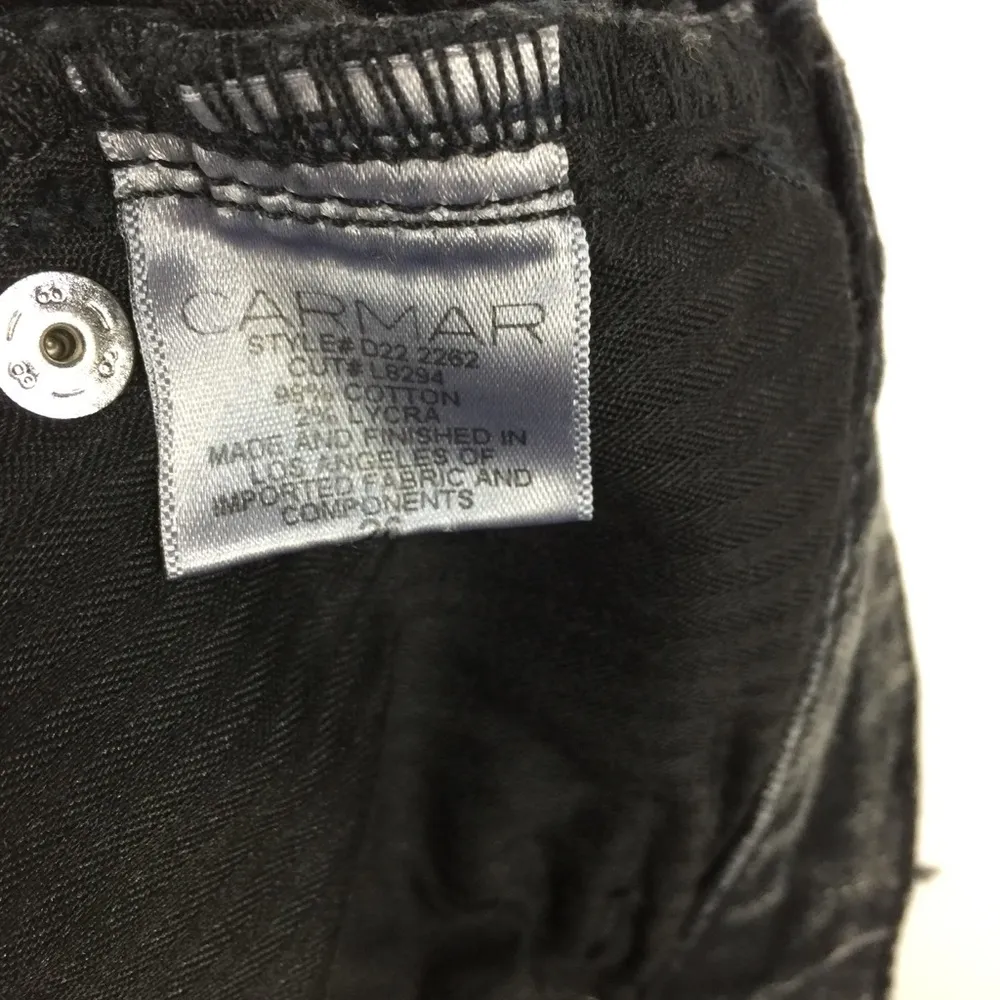 CARMAR
STYLE# D22 2262
CUT# L8294
COTTON
2% LYCRA
MADE AND FINISHED IN
LOS ANGELES OF
IMPORTED FABRIC AND
COMPONENTS
26